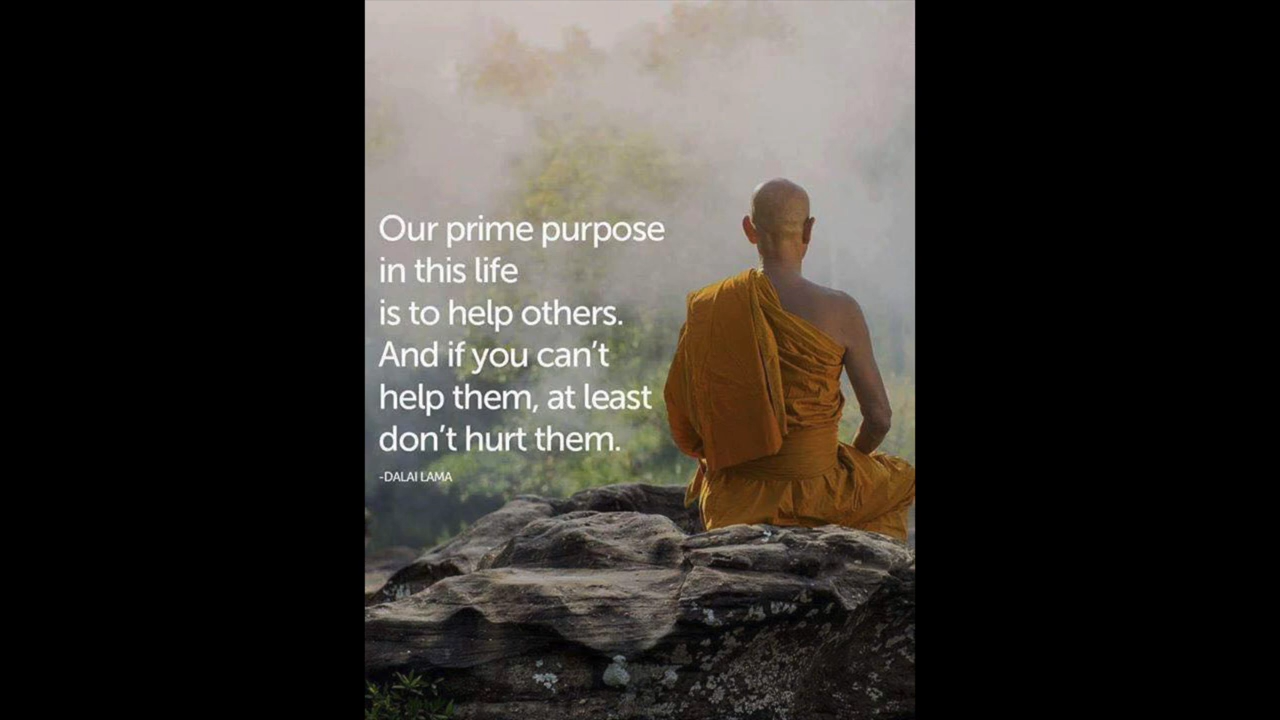 Our prime purpose
in this life
is to help others.
And if you can't
help them, at least
don't hurt them.
-DALAI LAMA